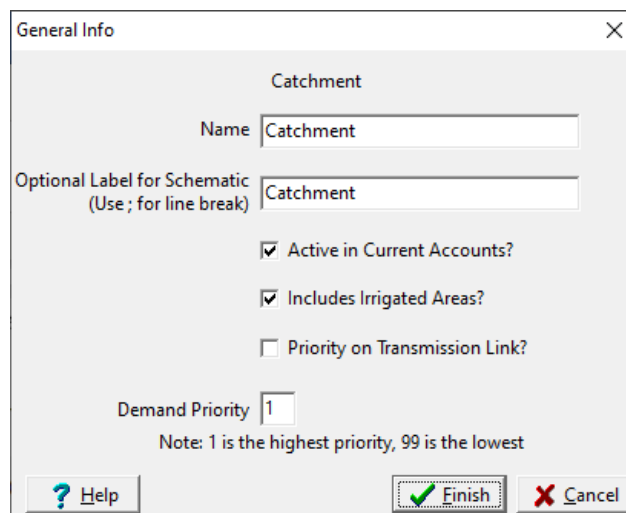 General Info
Catchment
Name Catchment
Optional Label for Schematic
(Use ; for line break) Catchment
Active in Current Accounts?
Includes Irrigated Areas?
Priority on Transmission Link?
Demand Priority 1
Note: 1 is the highest priority, 99 is the lowest
? Help Finish Cancel